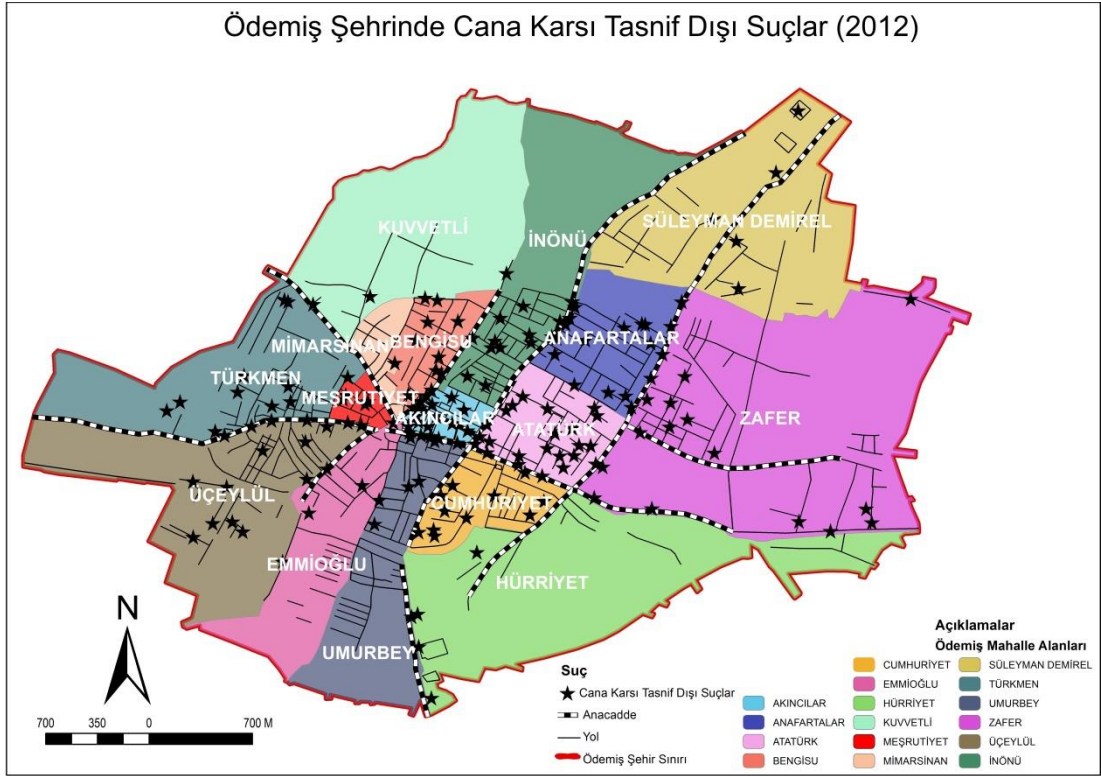 Ödemiş Şehrinde Cana Karsı Tasnif Dışı Suçlar (2012)
KUVVETLİ
İNÖNÜ
SÜLEYMAN DEMİREL
MİMARSİNAN
BENGİSU
ANAFARTALAR
TÜRKMEN
MEŞRUTİYET
AKINCILAR
ATATÜRK
ZAFER
ÜÇEYLÜL
CUMHURİYET
EMMİOĞLU
HÜRRİYET
UMURBEY
N
700 350 0 700 M
Suç
Cana Karsı Tasnif Dışı Suçlar
Anacadde
Yol
Ödemiş Şehir Sınırı
Açıklamalar
Ödemiş Mahalle Alanları
AKINCILAR
ANAFARTALAR
ATATÜRK
BENGİSU
CUMHURİYET
EMMİOĞLU
HÜRRİYET
KUVVETLİ
MEŞRUTİYET
MİMARSİNAN
SÜLEYMAN DEMİREL
TÜRKMEN
UMURBEY
ZAFER
ÜÇEYLÜL
İNÖNÜ